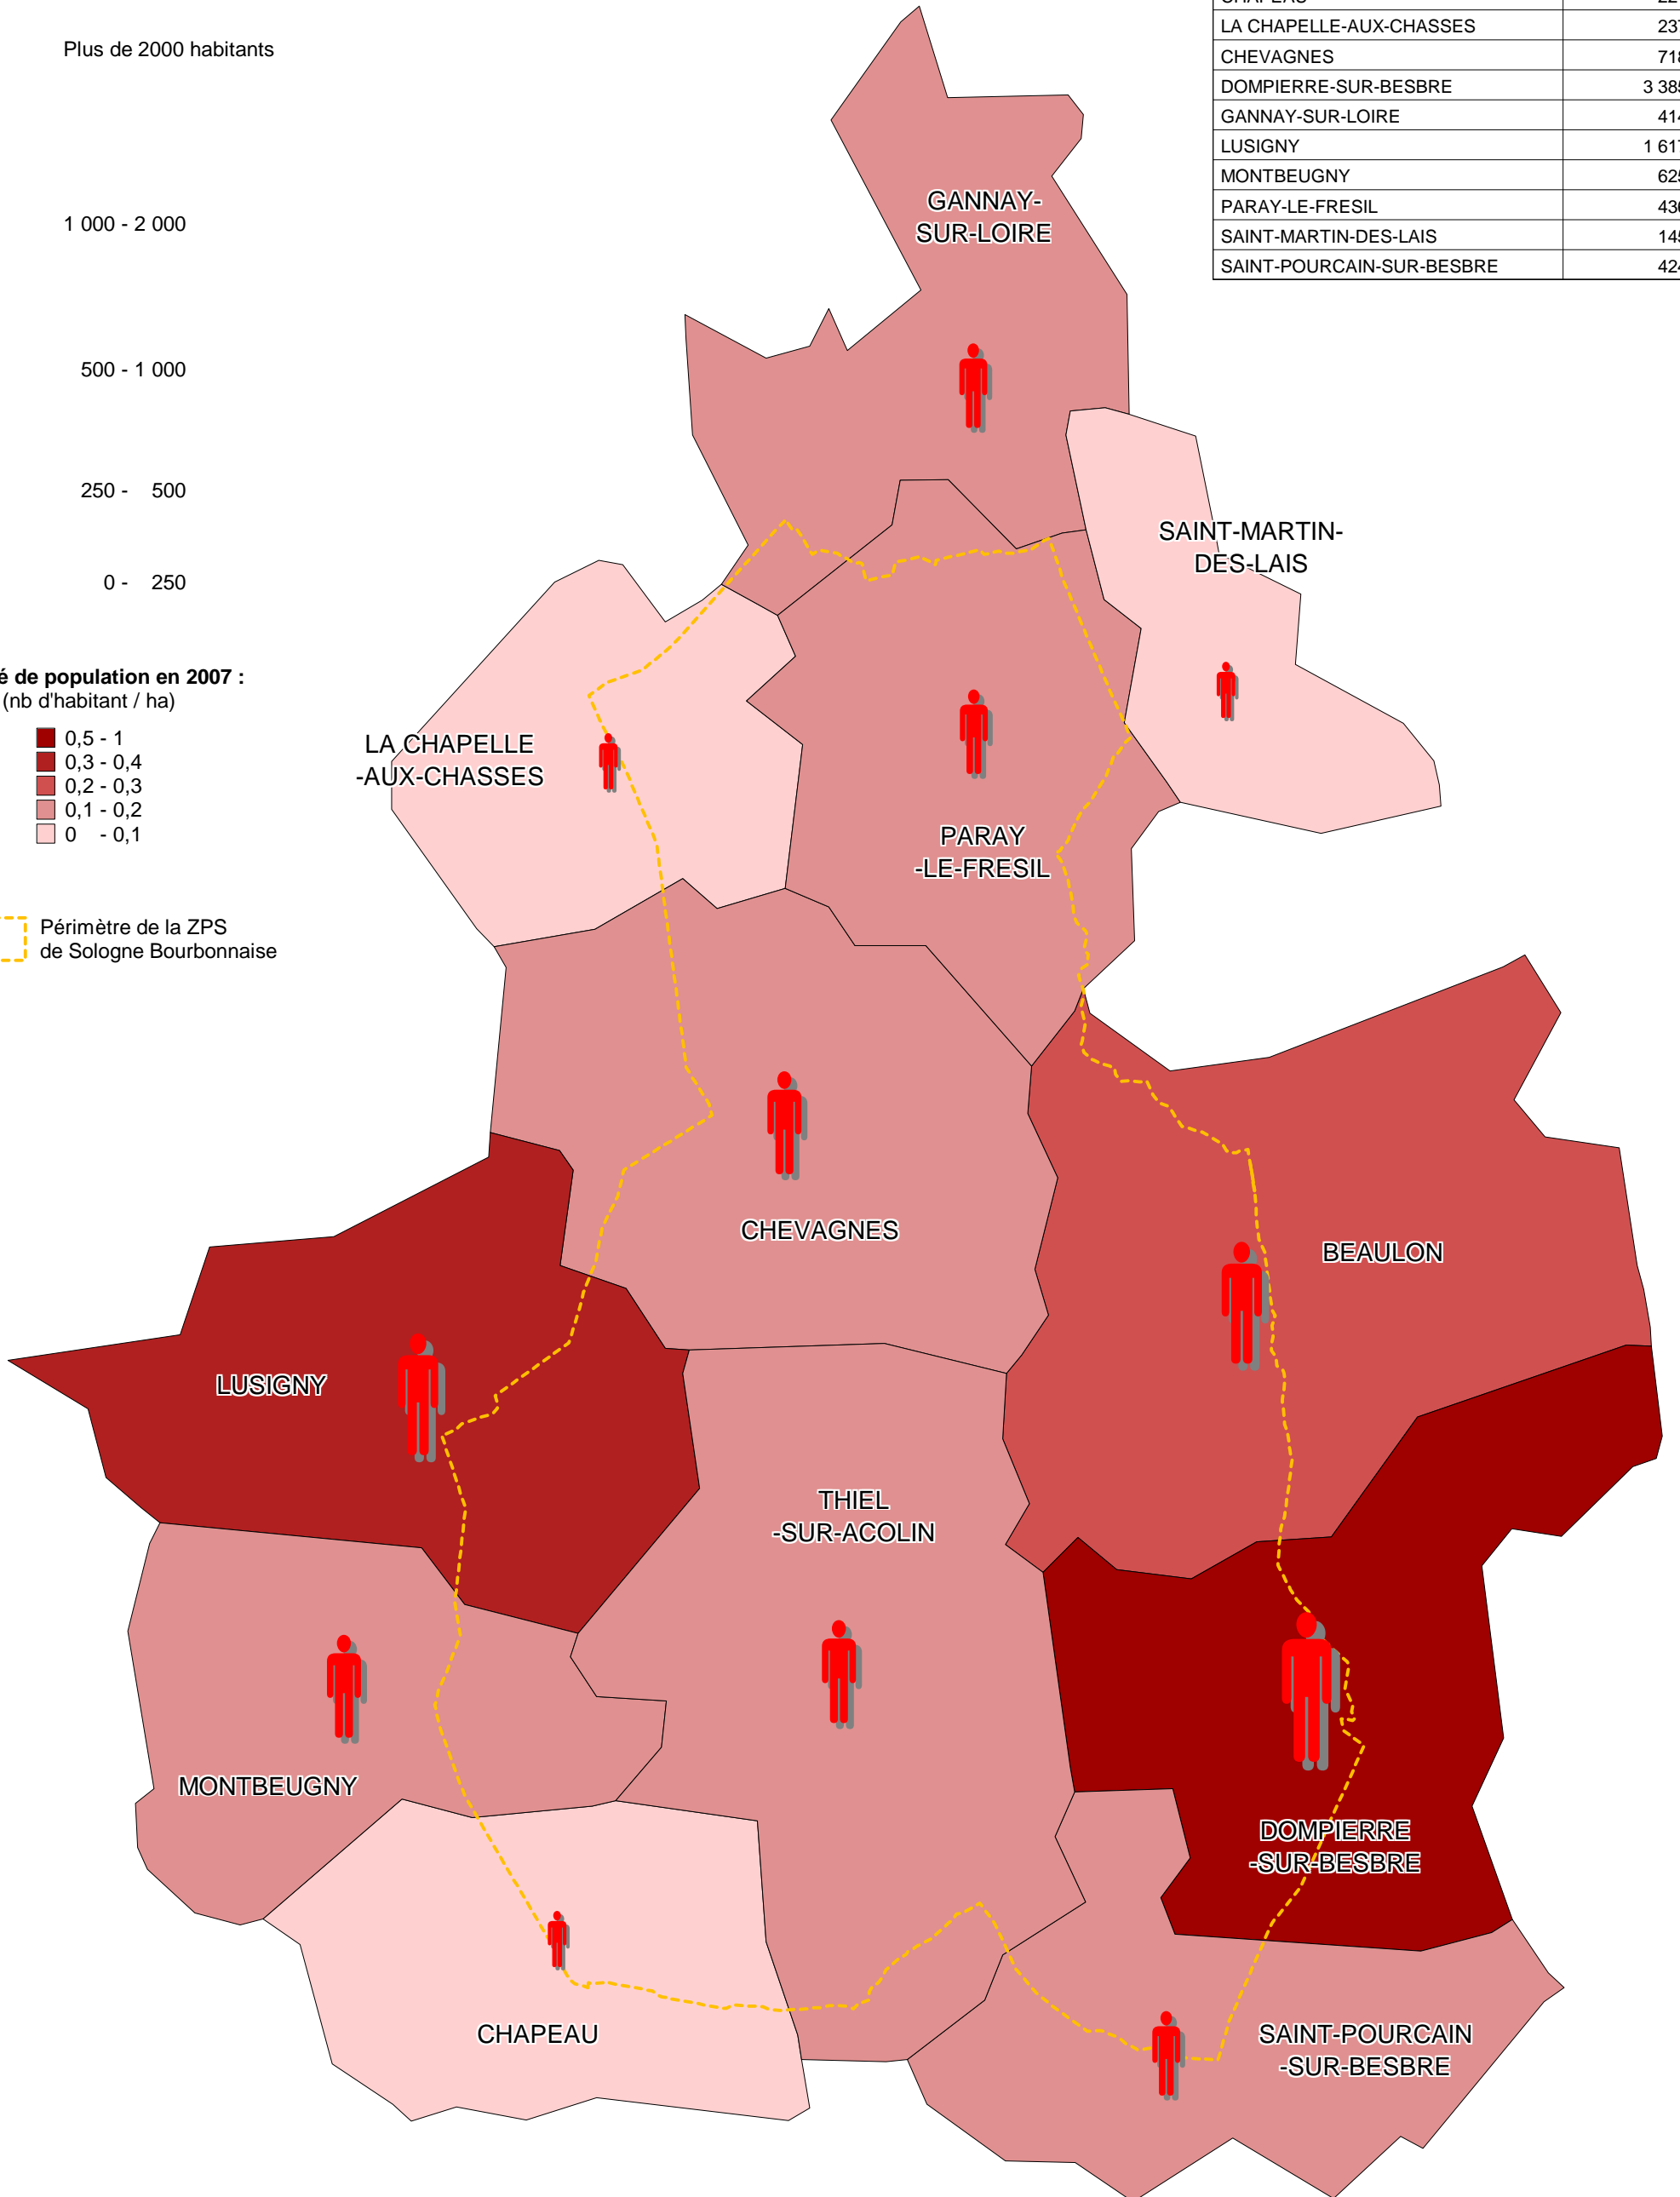 Plus de 2000 habitants
1 000 - 2 000
500 - 1 000
250 - 500
0 - 250
de population en 2007 :
(nb d'habitant / ha)
0,5 - 1
0,3 - 0,4
0,2 - 0,3
0,1 - 0,2
0 - 0,1
Périmètre de la ZPS
de Sologne Bourbonnaise
LA CHAPELLE-AUX-CHASSES
CHEVAGNES
DOMPIERRE-SUR-BESBRE
GANNAY-SUR-LOIRE
LUSIGNY
MONTBEUGNY
PARAY-LE-FRESIL
SAINT-MARTIN-DES-LAIS
SAINT-POURCAIN-SUR-BESBRE
GANNAY-
SUR-LOIRE
SAINT-MARTIN-
DES-LAIS
LA CHAPELLE
-AUX-CHASSES
PARAY
-LE-FRESIL
CHEVAGNES
BEAULON
LUSIGNY
THIEL
-SUR-ACOLIN
MONTBEUGNY
DOMPIERRE
-SUR-BESBRE
CHAPEAU
SAINT-POURCAIN
-SUR-BESBRE